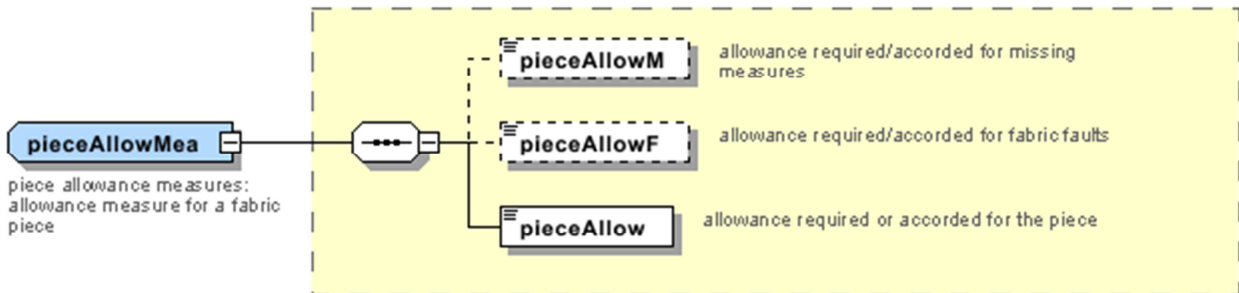 pieceAllowM
allowance required/accorded for missing
measures
pieceAllowMea
piece allowance measures:
allowance measure for a fabric
piece
pieceAllowF
allowance required/accorded for fabric faults
pieceAllow
allowance required or accorded for the piece